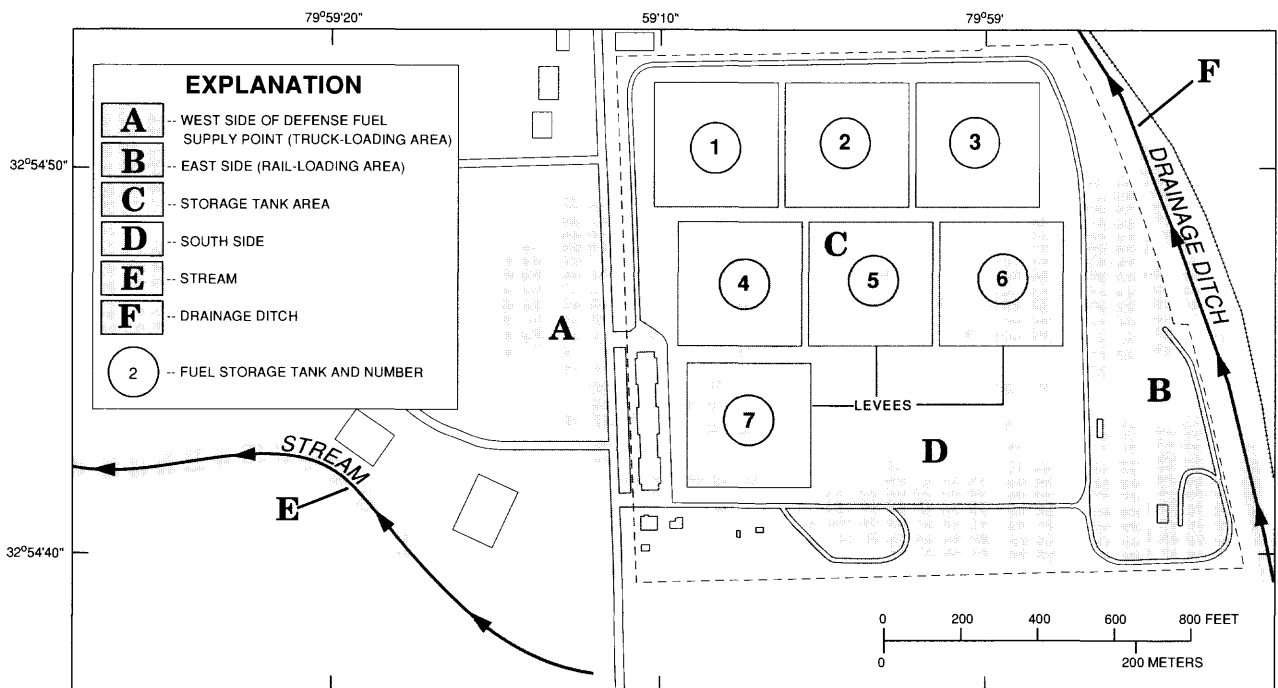 79°59'20"
59'10"
79°59'
32°54'50"
32°54'40"
EXPLANATION
A -- WEST SIDE OF DEFENSE FUEL
SUPPLY POINT (TRUCK-LOADING AREA)
B -- EAST SIDE (RAIL-LOADING AREA)
C -- STORAGE TANK AREA
D -- SOUTH SIDE
E -- STREAM
F -- DRAINAGE DITCH
2 -- FUEL STORAGE TANK AND NUMBER
F
1
2
3
DRAINAGE DITCH
C
4
5
6
A
B
LEVEES
7
D
STREAM
E
0 200 400 600 800 FEET
0 200 METERS